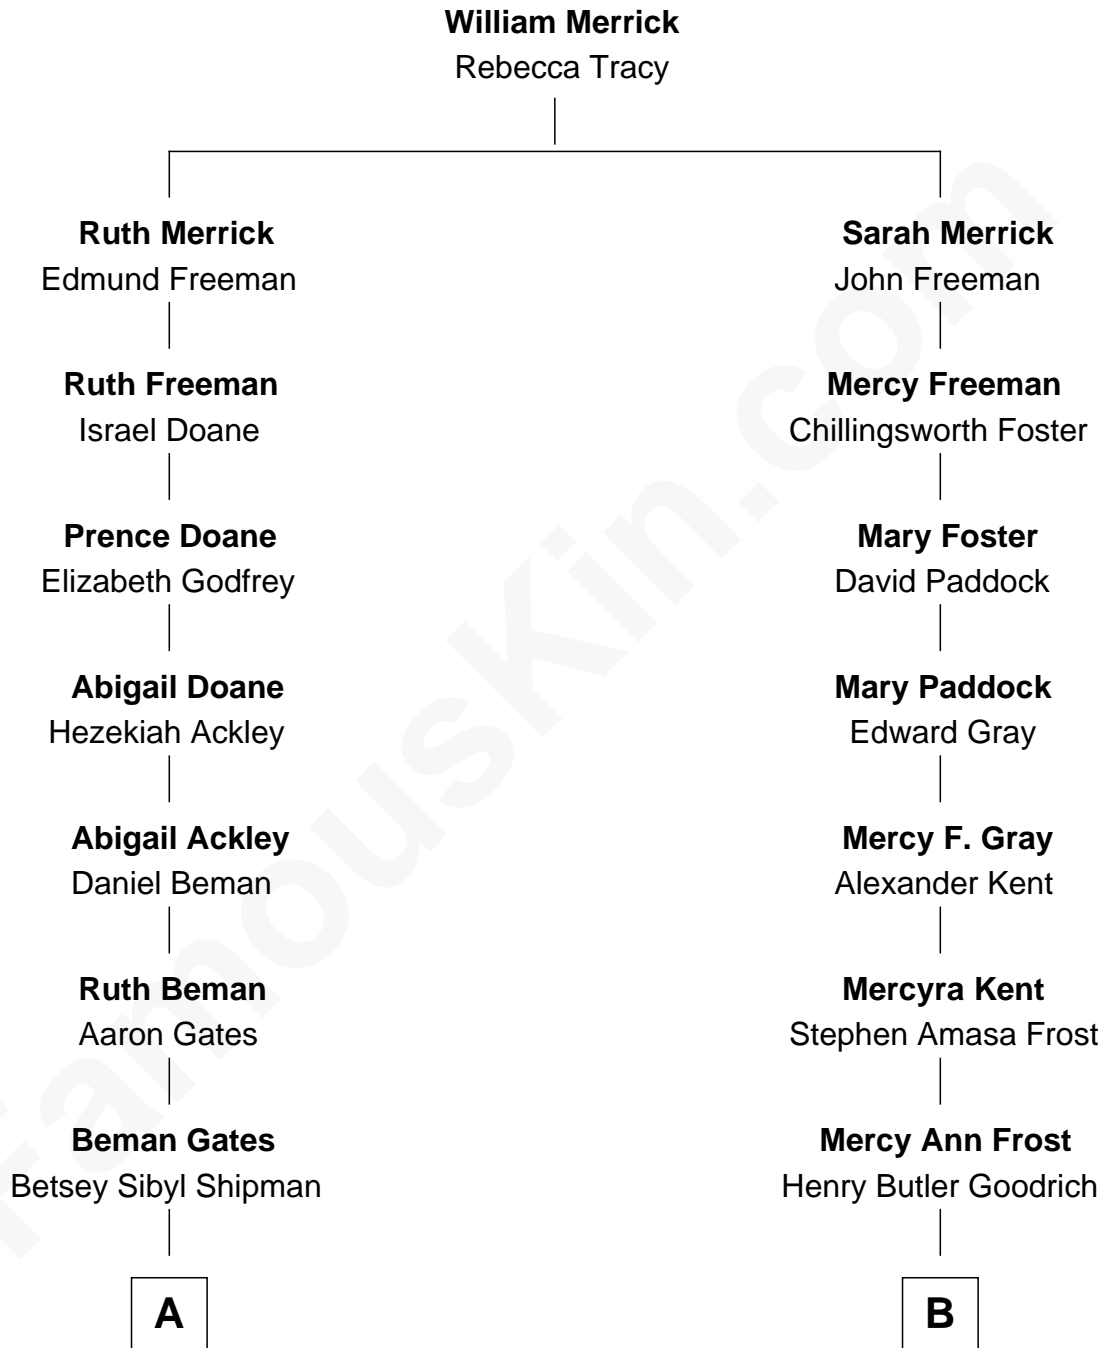 William Merrick
Rebecca Tracy
Ruth Merrick
Edmund Freeman
Sarah Merrick
John Freeman
Ruth Freeman
Israel Doane
Mercy Freeman
Chillingsworth Foster
Prence Doane
Elizabeth Godfrey
Mary Foster
David Paddock
Abigail Doane
Hezekiah Ackley
Mary Paddock
Edward Gray
Abigail Ackley
Daniel Beman
Mercy F. Gray
Alexander Kent
Ruth Beman
Aaron Gates
Mercyra Kent
Stephen Amasa Frost
Beman Gates
Betsey Sibyl Shipman
Mercy Ann Frost
Henry Butler Goodrich
A
B
FamousKin.com